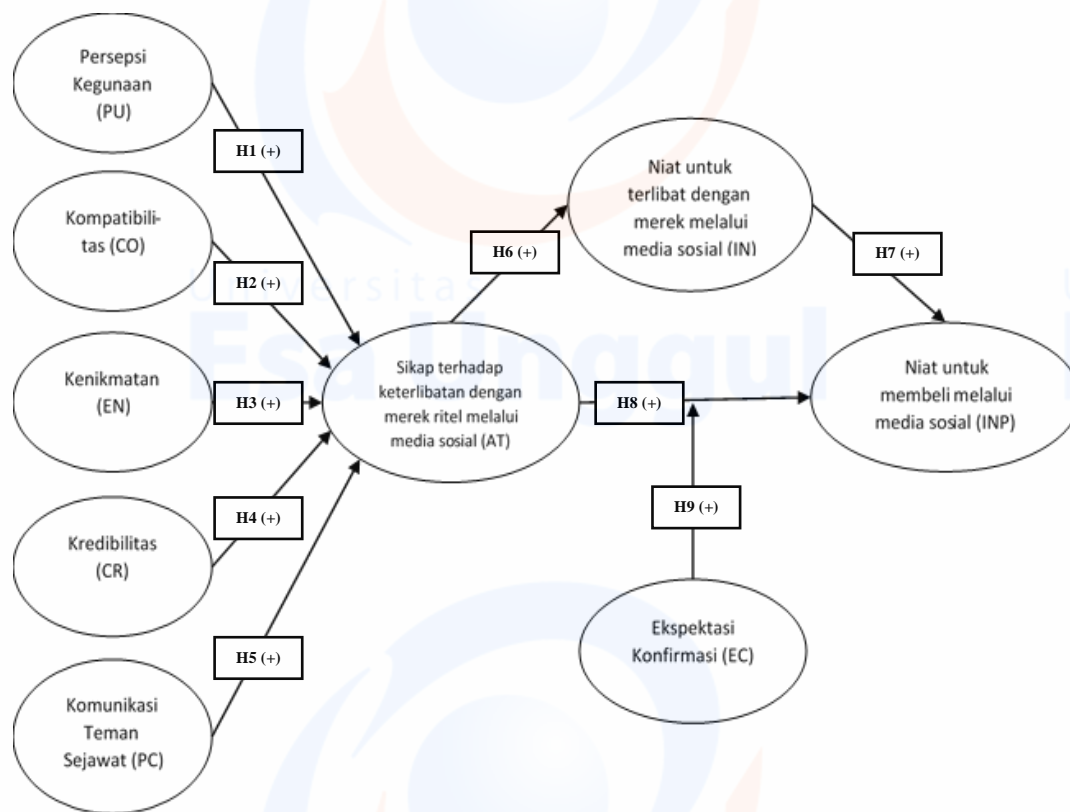 Persepsi
Kegunaan
(PU)
H1 (+)
Kompatibili-
tas (CO)
H2 (+)
Kenikmatan
(EN)
H3 (+)
Kredibilitas
(CR)
H4 (+)
Komunikasi
Teman
Sejawat (PC)
H5 (+)
Sikap terhadap
keterlibatan dengan
merek ritel melalui
media sosial (AT)
H6 (+)
Niat untuk
terlibat dengan
merek melalui
media sosial (IN)
H7 (+)
H8 (+)
Niat untuk
membeli melalui
media sosial (INP)
H9 (+)
Ekspektasi
Konfirmasi (EC)
Universitas
Esa Unggul